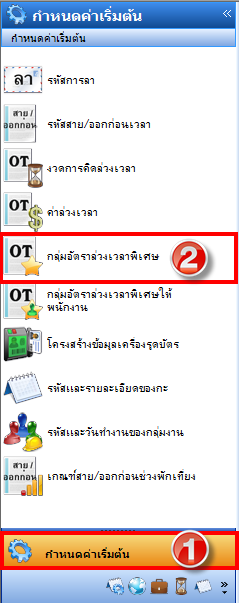 กำหนดค่าเริ่มต้น
กำหนดค่าเริ่มต้น
ลา รหัสการลา
สาย/
ออกก่อน รหัสสาย/ออกก่อนเวลา
OT งวดการคิดล่วงเวลา
OT ค่าล่วงเวลา
OT กลุ่มอัตราล่วงเวลาพิเศษ 2
OT กลุ่มอัตราล่วงเวลาพิเศษให้
พนักงาน
โครงสร้างข้อมูลเครื่องรูดบัตร
รหัสและรายละเอียดของกะ
รหัสและวันทำงานของกลุ่มงาน
สาย/
ออกก่อน เกณฑ์สาย/ออกก่อนช่วงพักเที่ยง
กำหนดค่าเริ่มต้น 1